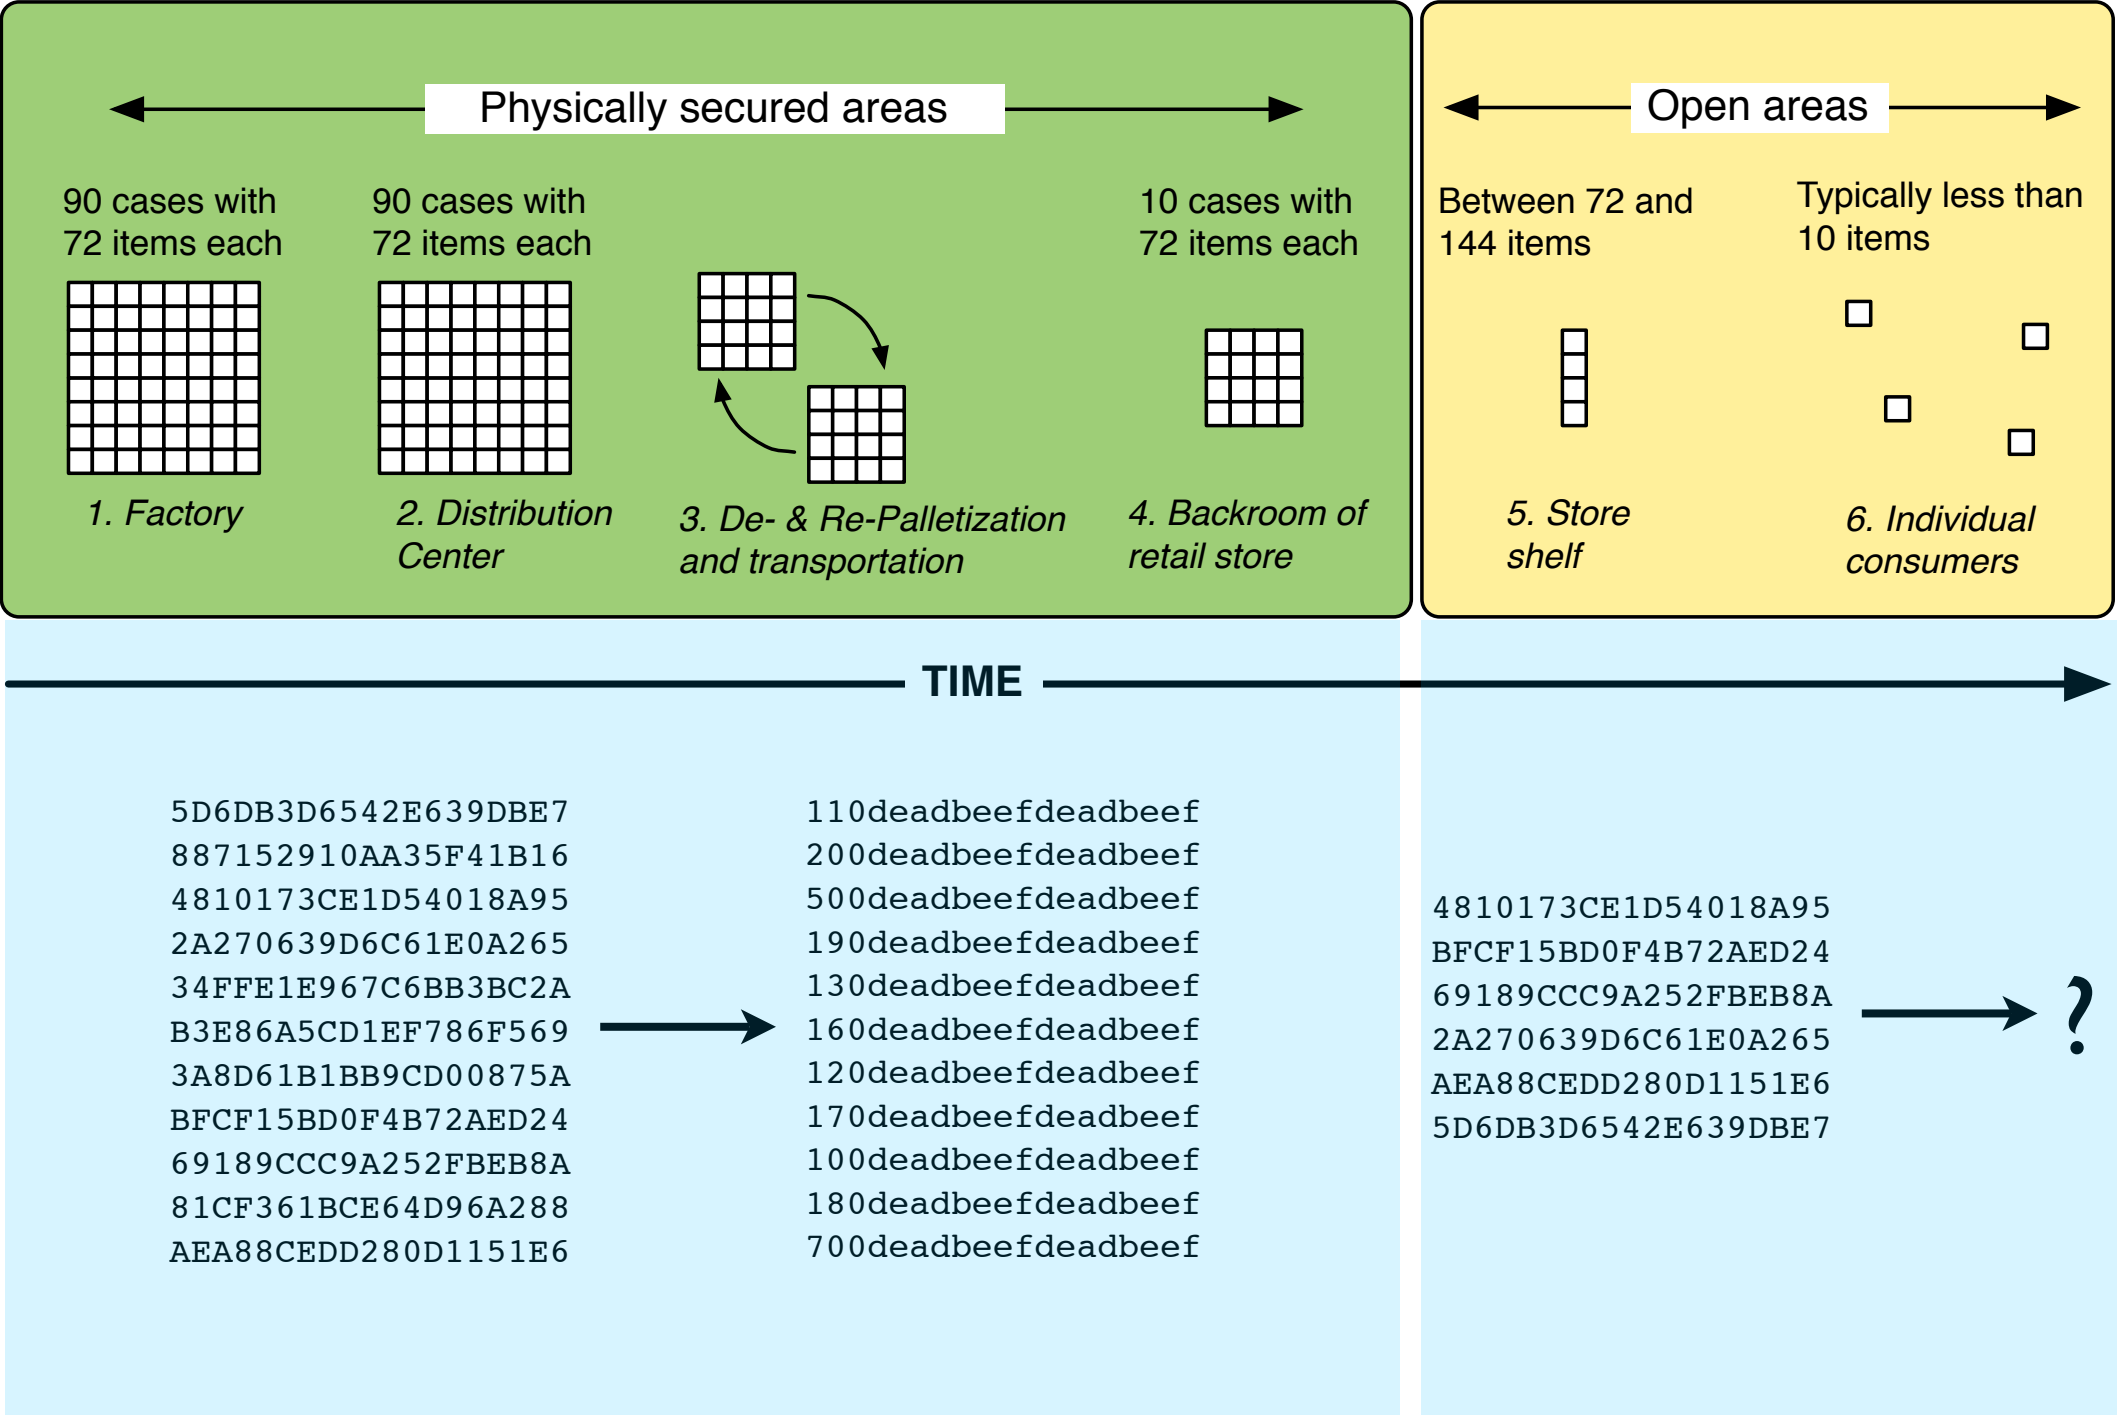 Physically secured areas
Open areas
90 cases with
72 items each
90 cases with
72 items each
10 cases with
72 items each
Between 72 and
144 items
Typically less than
10 items
1. Factory
2. Distribution
Center
3. De- & Re-Palletization
and transportation
4. Backroom of
retail store
5. Store
shelf
6. Individual
consumers
TIME
5D6DB3D6542E639DBE7
887152910AA35F41B16
4810173CE1D54018A95
2A270639D6C61E0A265
34FFE1E967C6BB3BC2A
B3E86A5CD1EF786F569
3A8D61B1BB9CD00875A
BFCF15BD0F4B72AED24
69189CCC9A252FBEB8A
81CF361BCE64D96A288
AEA88CEDD280D1151E6
110deadbeefdeadbeef
200deadbeefdeadbeef
500deadbeefdeadbeef
190deadbeefdeadbeef
130deadbeefdeadbeef
160deadbeefdeadbeef
120deadbeefdeadbeef
170deadbeefdeadbeef
100deadbeefdeadbeef
180deadbeefdeadbeef
700deadbeefdeadbeef
4810173CE1D54018A95
BFCF15BD0F4B72AED24
69189CCC9A252FBEB8A
2A270639D6C61E0A265
AEA88CEDD280D1151E6
5D6DB3D6542E639DBE7
?